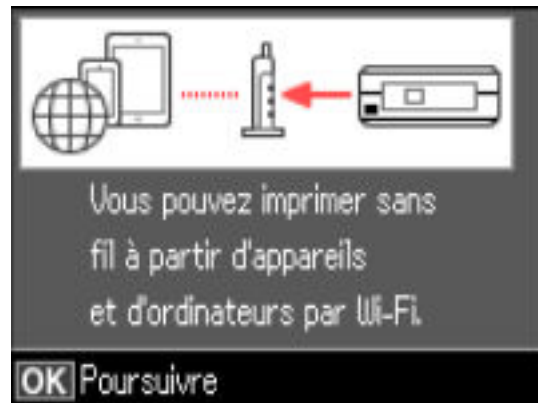 Vous pouvez imprimer sans
fil à partir d'appareils
et d'ordinateurs par Wi-Fi.
OK Poursuivre